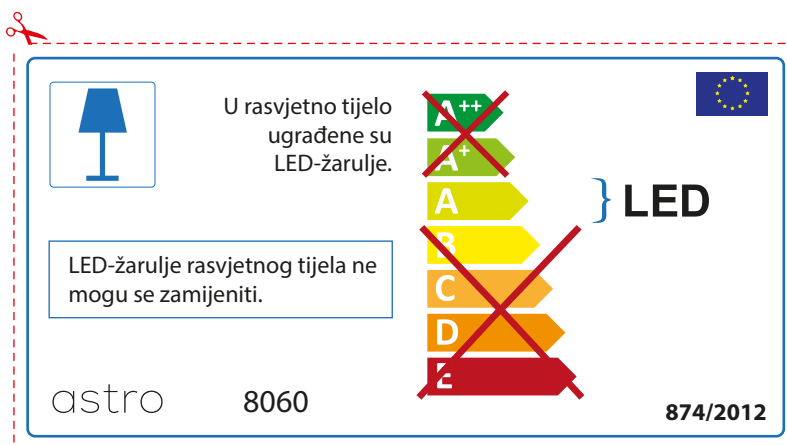 U rasvjetno tijelo
ugrađene su
LED-žarulje.
A++
A+
A
B
C
D
E
LED
LED-žarulje rasvjetnog tijela ne
mogu se zamijeniti.
astro
8060
874/2012